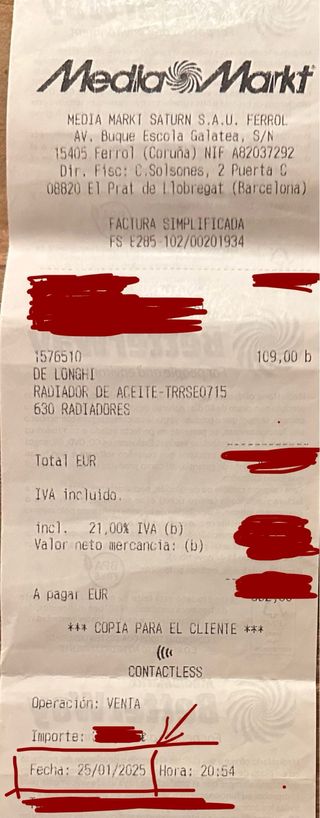 Media Markt
MEDIA MARKT SATURN S.A.U. FERROL
AV. Buque Escola Galatea, S/N
15405 Ferrol (Coruña) NIF A82037292
Dir. Fisc: C.Solsones, 2 Puerta C
08820 El Prat de Llobregat (Barcelona)
FACTURA SIMPLIFICADA
FS E285 102/00201934
1576510 109,00 b
DE LONGHI
RADIADOR DE ACEITE-TRRSE0715
630 RADIADORES
Total EUR
IVA incluido.
incl. 21,00% IVA (b)
Valor neto mercancia: (b)
A pagar EUR
*** COPIA PARA EL CLIENTE ***
CONTACTLESS
Operación: VENTA
Importe:
Fecha: 25/01/2025 Hora: 20:54